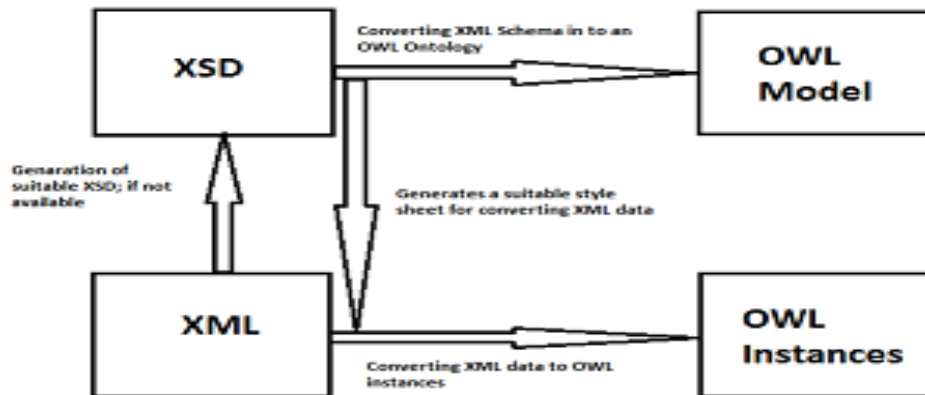 Converting XML Schema in to an
OWL Ontology
XSD
OWL
Model
Genaration of
suitable XSD; if not
available
Generates a suitable style
sheet for converting XML data
XML
OWL
Instances
Converting XML data to OWL
instances